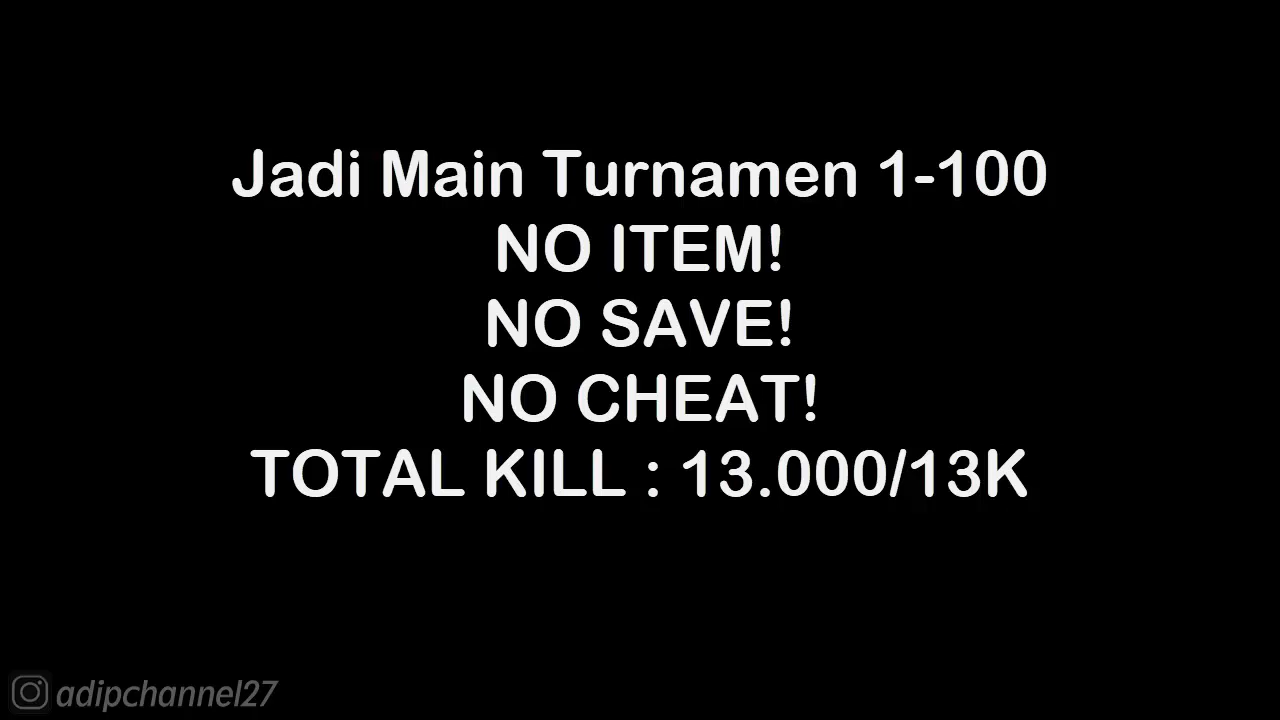 Jadi Main Turnamen 1-100
NO ITEM!
NO SAVE!
NO CHEAT!
TOTAL KILL : 13.000/13K
adipchannel27